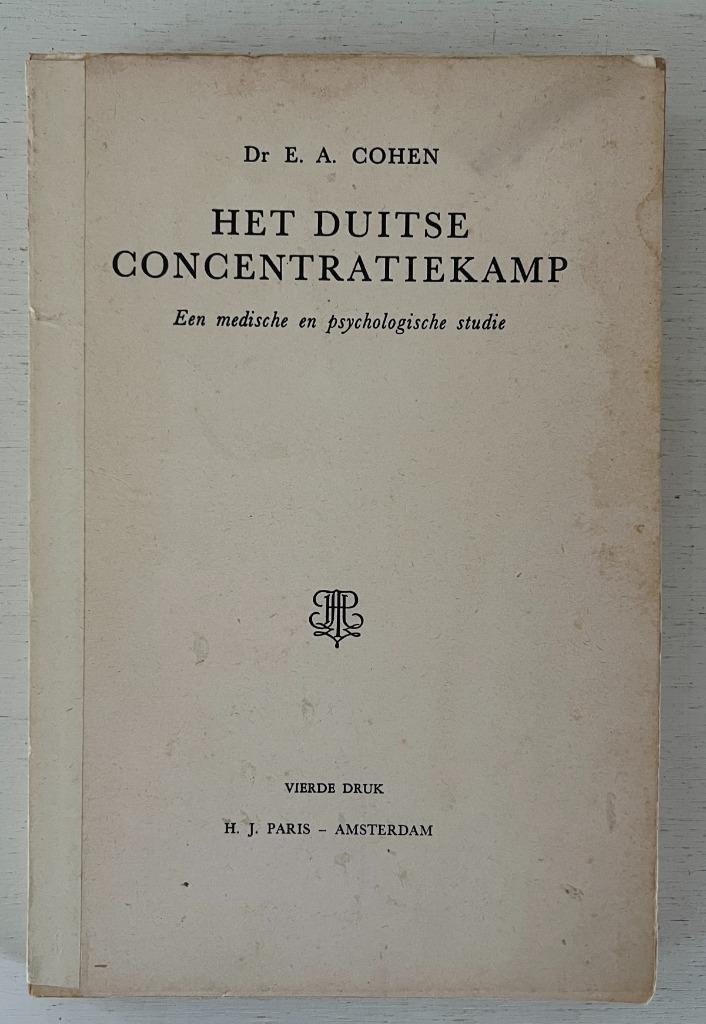 Dr E. A. COHEN
HET DUITSE
CONCENTRATIEKAMP
Een medische en psychologische studie
VIERDE DRUK
H. J. PARIS – AMSTERDAM